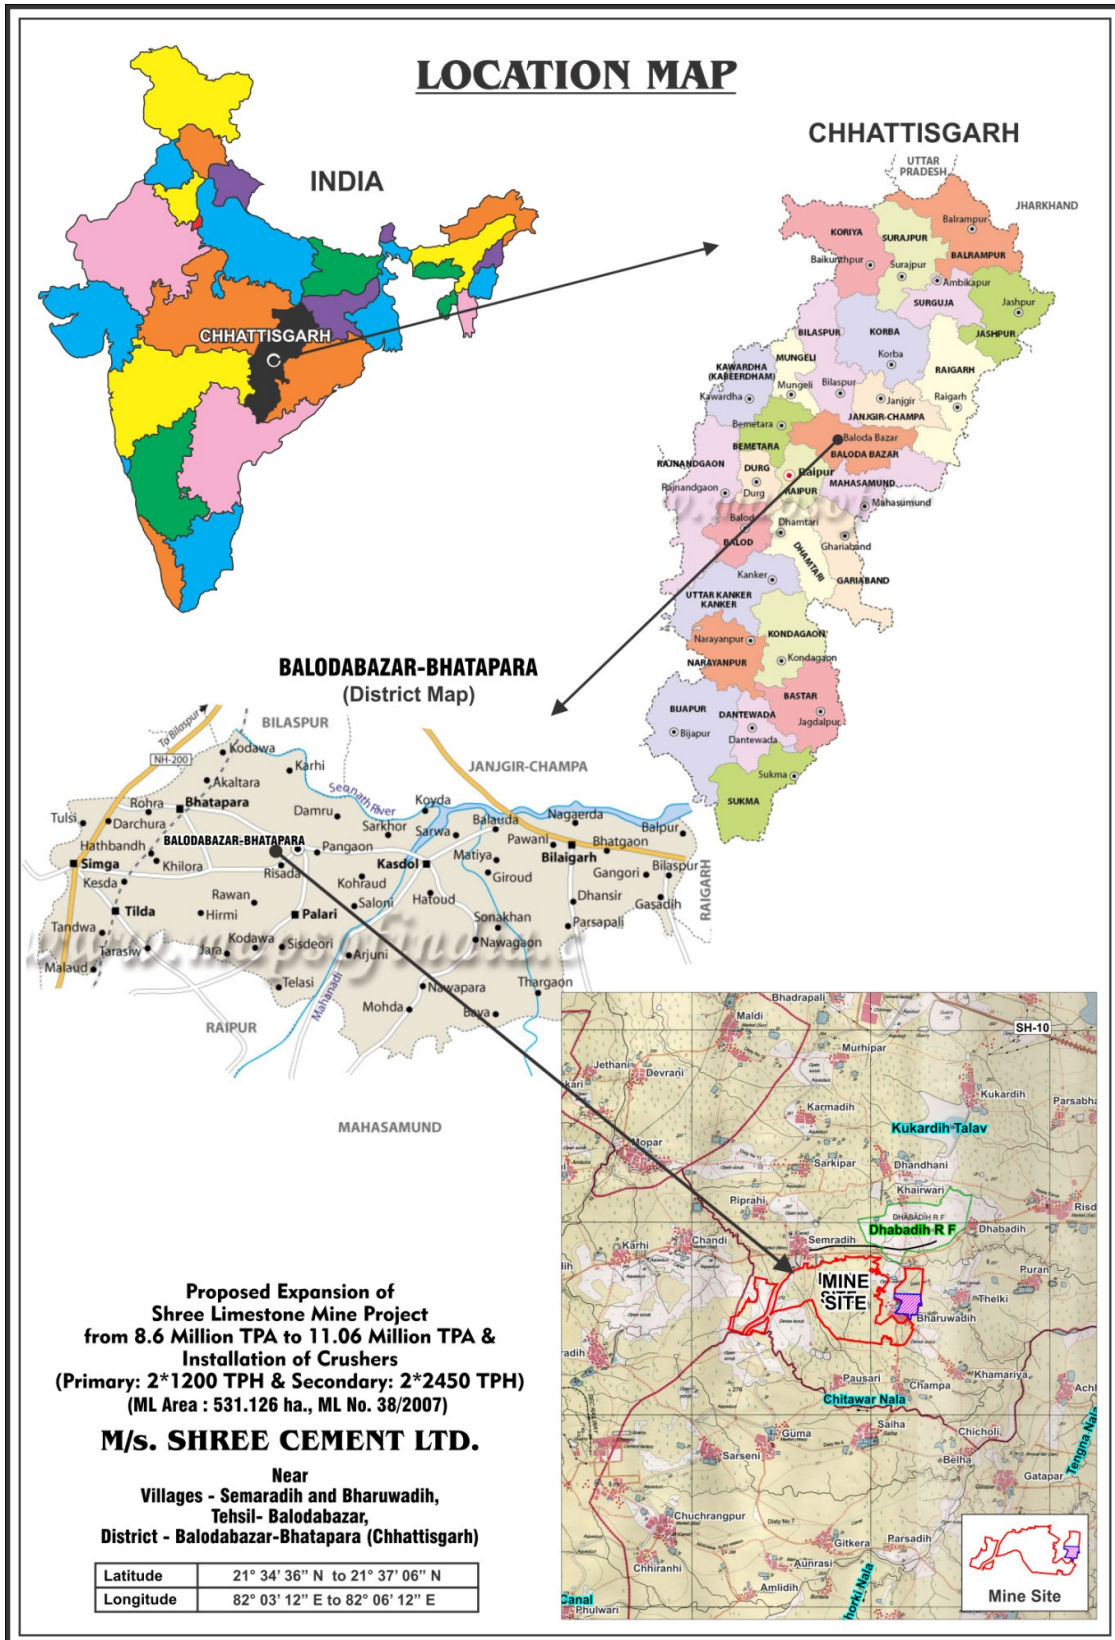 LOCATION MAP
INDIA
CHHATTISGARH
CHHATTISGARH
UTTAR
PRADESH
JHARKHAND
Balrampur
BALRAMPUR
KORIYA
SURAJPUR
Baikunthpur
Surajpur
Ambikapur
SURGUJA
Jashpur
JASHPUR
BILASPUR
KORBA
Korba
MUNGELI
Mungeli
RAIGARH
Raigarh
KAWARDHA
(KABEERDHAM)
Kawardha
Bilaspur
Janjgir
JANJGIR-CHAMPA
Bemetara
BEMETARA
Baloda Bazar
BALODA BAZAR
RAJNANDGAON
Rajnandgaon
DURG
Durg
Raipur
RAIPUR
MAHASAMUND
Mahasumund
Balod
BALOD
Dhamtari
DHAMTARI
Ghariaband
GARIABAND
Kanker
UTTAR KANKER
KANKER
Narayanpur
NARAYANPUR
KONDAGAON
Kondagaon
BASTAR
Jagdalpur
BIJAPUR
Bijapur
DANTEWADA
Dantewada
Sukma
SUKMA
BALODABAZAR-BHATAPARA
(District Map)
To Bilaspur
BILASPUR
NH-200
Kodawa
Karhi
JANJGIR-CHAMPA
Akaltara
Seonath River
Rohra
Bhatapara
Damru
Koyda
Nagaerda
Tulsi
Darchura
Sarkhor
Sarwa
Balauda
Balpur
Hathbandh
BALODABAZAR-BHATAPARA
Pangaon
Pawani
Bhatgaon
Simga
Khilora
Risada
Kasdol
Matiya
Bilaigarh
Bilaspur
Kesda
Kohraud
Giroud
Gangori
RAIGARH
Rawan
Saloni
Hatoud
Dhansir
Gasadih
Tilda
Hirmi
Palari
Sonakhan
Parsapali
Tandwa
Kodawa
Sisdeori
Nawagaon
Tarasiw
Jara
Arjuni
www.mapsofindia.c
Malaud
Telasi
Mahanadi
Nawapara
Thargaon
Mohda
Baya
RAIPUR
MAHASAMUND
Bhadrapali
Maldi
SH-10
Murhipar
Jethani
Devrani
Kukardih
Karmadih
Parsabha
Kukardih Talav
Mopar
Sarkipar
Dhandhani
Khairwari
Piprahi
DHABADIH R F
Dhabadih R F
Dhabadih
Risd
Karhi
Chandi
Semradih
Puran
MINE
SITE
Thelki
Bharuwadih
Khamariya
Pausari
Champa
Chitawar Nala
Saiha
Chicholi
Guma
Sarseni
Belha
Tengna Nala
Gatapar
Chuchrangpur
Gitkera
Parsadih
Chhiranhi
Aunrasi
Amlidih
Canal
Phulwari
horki Nala
Mine Site
Proposed Expansion of
Shree Limestone Mine Project
from 8.6 Million TPA to 11.06 Million TPA &
Installation of Crushers
(Primary: 2*1200 TPH & Secondary: 2*2450 TPH)
(ML Area : 531.126 ha., ML No. 38/2007)
M/s. SHREE CEMENT LTD.
Near
Villages - Semaradih and Bharuwadih,
Tehsil- Balodabazar,
District - Balodabazar-Bhatapara (Chhattisgarh)
Latitude 21° 34’ 36” N to 21° 37’ 06” N
Longitude 82° 03’ 12” E to 82° 06’ 12” E